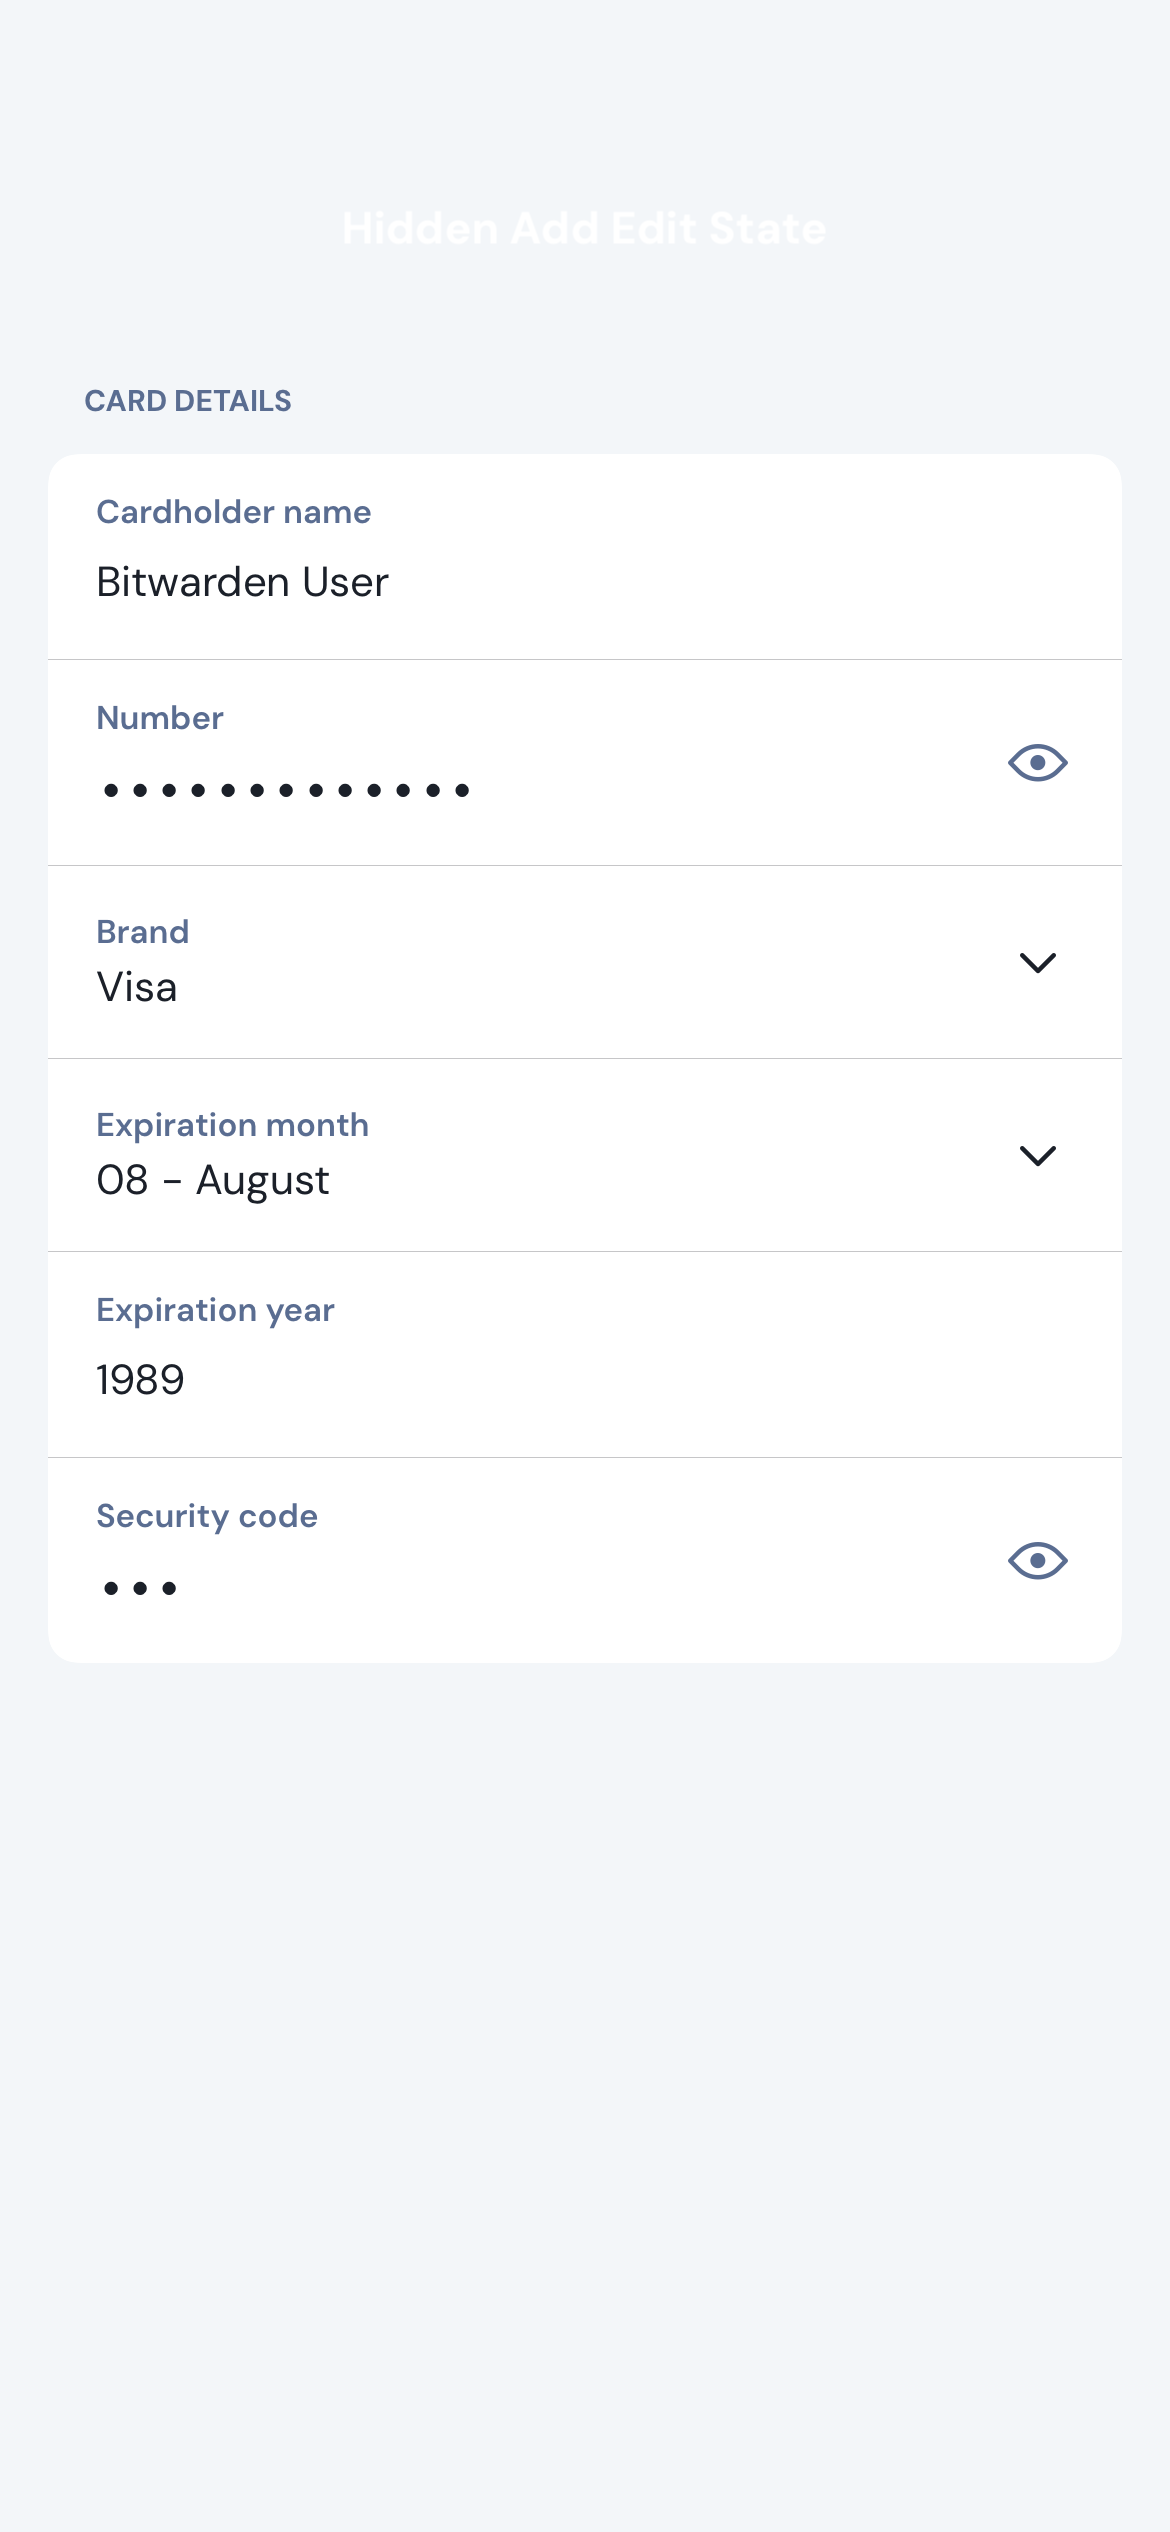 Hidden Add Edit State
CARD DETAILS
Cardholder name
Bitwarden User
Number
•••••••••••••
Brand
Visa
Expiration month
08 - August
Expiration year
1989
Security code
•••